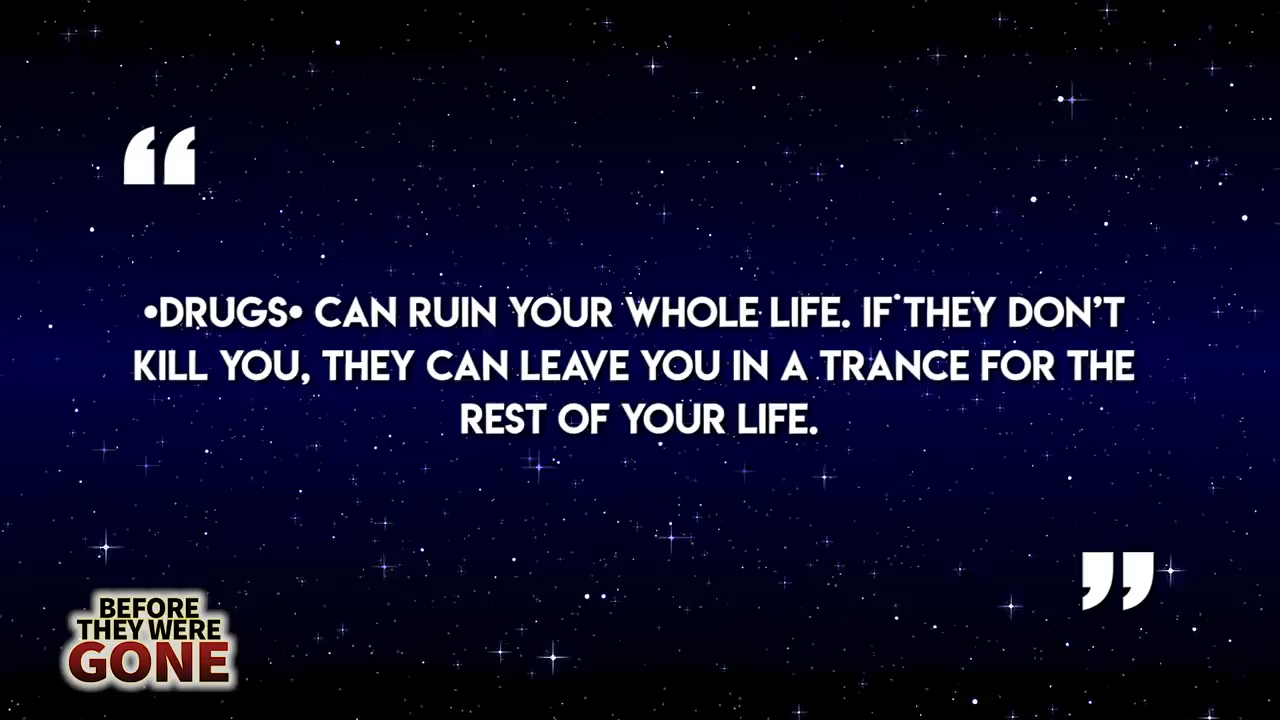 “
•DRUGS• CAN RUIN YOUR WHOLE LIFE. IF THEY DON’T
KILL YOU, THEY CAN LEAVE YOU IN A TRANCE FOR THE
REST OF YOUR LIFE.
”
BEFORE
THEY WERE
GONE